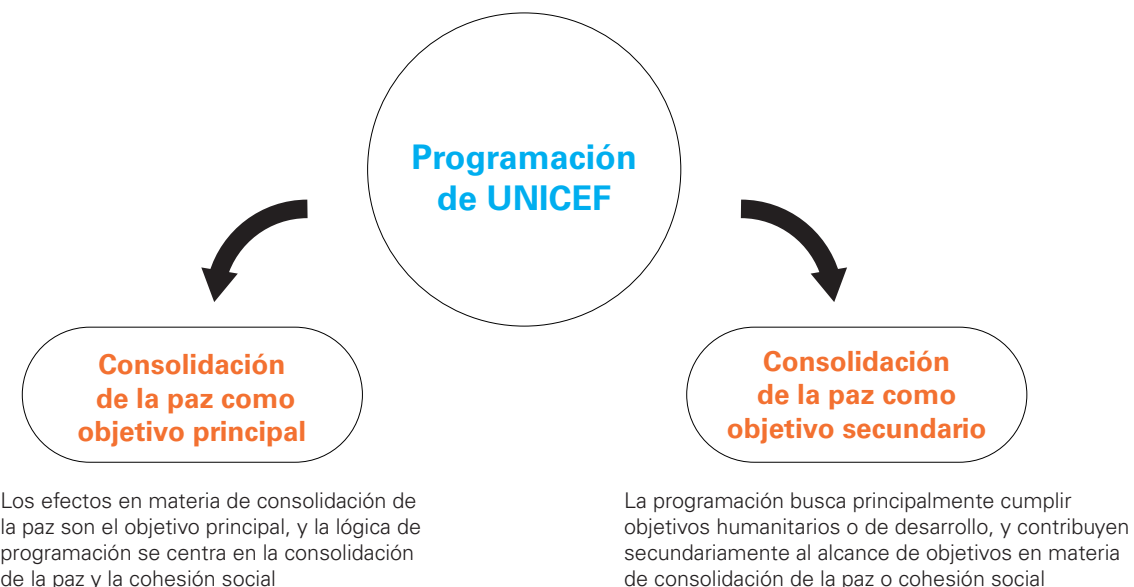 Programación
de UNICEF
Consolidación
de la paz como
objetivo principal
Los efectos en materia de consolidación de
la paz son el objetivo principal, y la lógica de
programación se centra en la consolidación
de la paz y la cohesión social
Consolidación
de la paz como
objetivo secundario
La programación busca principalmente cumplir
objetivos humanitarios o de desarrollo, y contribuyen
secundariamente al alcance de objetivos en materia
de consolidación de la paz o cohesión social